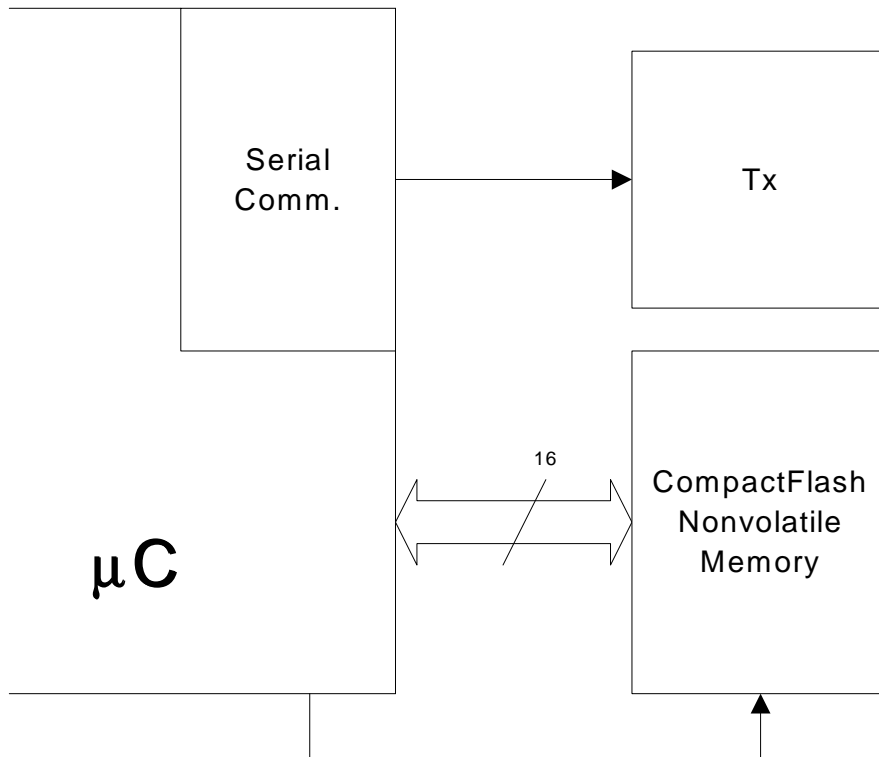 Serial
Comm.
Tx
16
CompactFlash
Nonvolatile
Memory
μC